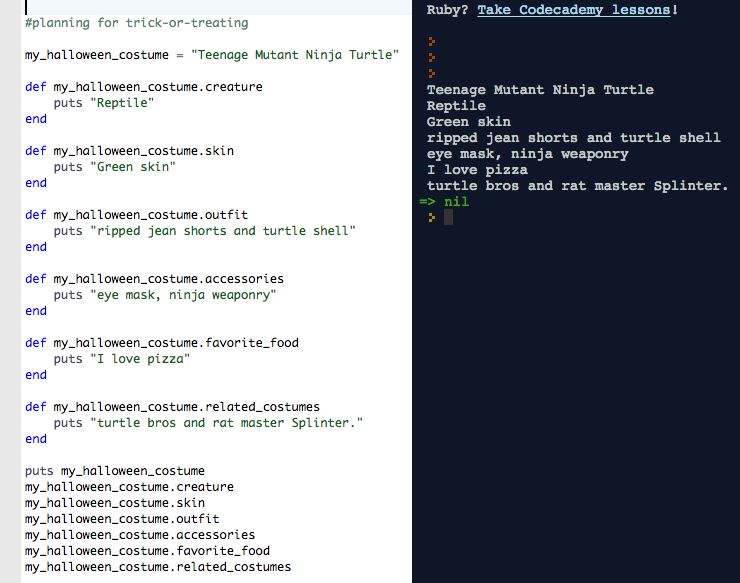 #planning for trick-or-treating
my_halloween_costume = "Teenage Mutant Ninja Turtle"
def my_halloween_costume.creature
    puts "Reptile"
end
def my_halloween_costume.skin
    puts "Green skin"
end
def my_halloween_costume.outfit
    puts "ripped jean shorts and turtle shell"
end
def my_halloween_costume.accessories
    puts "eye mask, ninja weaponry"
end
def my_halloween_costume.favorite_food
    puts "I love pizza"
end
def my_halloween_costume.related_costumes
    puts "turtle bros and rat master Splinter."
end
puts my_halloween_costume
my_halloween_costume.creature
my_halloween_costume.skin
my_halloween_costume.outfit
my_halloween_costume.accessories
my_halloween_costume.favorite_food
my_halloween_costume.related_costumes
Ruby? Take Codecademy lessons!
>
>
>
Teenage Mutant Ninja Turtle
Reptile
Green skin
ripped jean shorts and turtle shell
eye mask, ninja weaponry
I love pizza
turtle bros and rat master Splinter.
=> nil
>